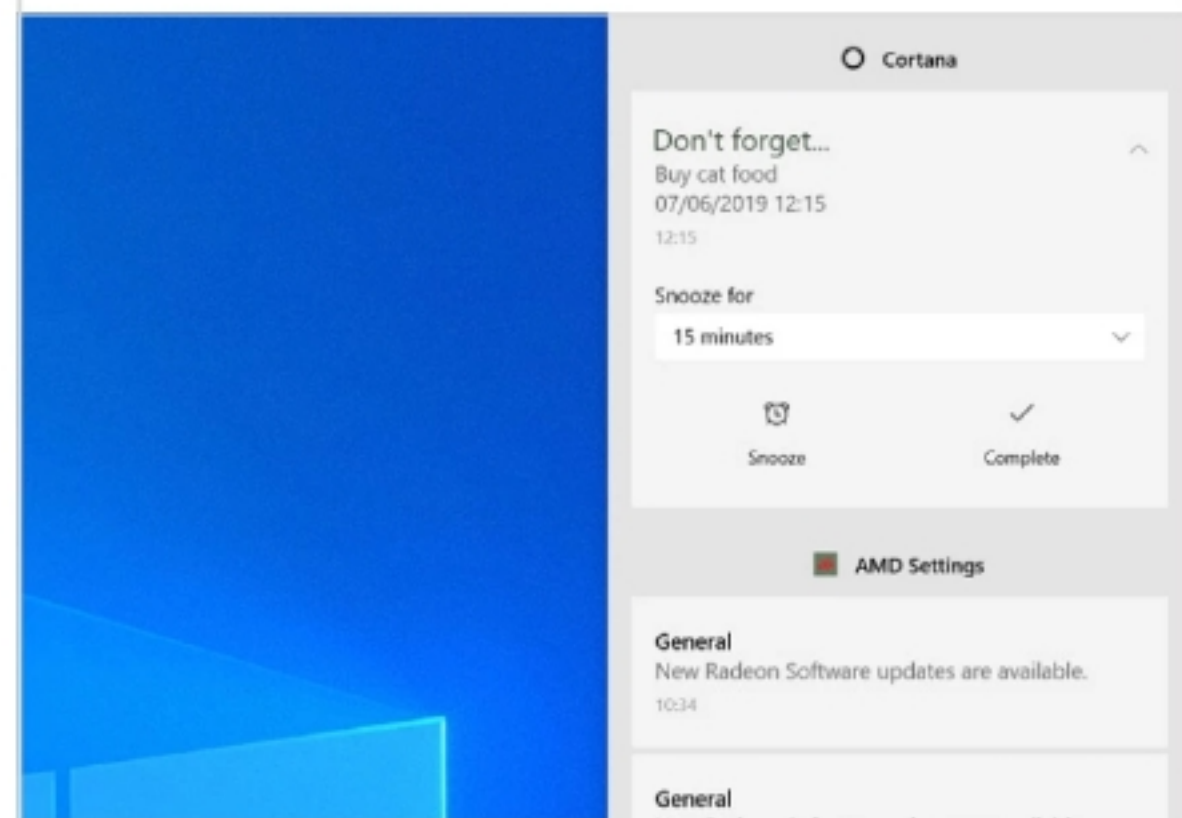 Cortana
Don't forget...
Buy cat food
07/06/2019 12:15
12:15
Snooze for
15 minutes
Snooze
Complete
AMD Settings
General
New Radeon Software updates are available.
10:34
General